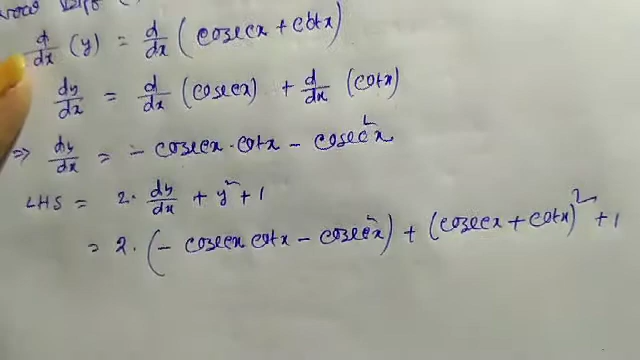 d/dx (y) = d/dx (cosecx + cotx)
dy/dx = d/dx (cosecx) + d/dx (cotx)
⇒ dy/dx = - cosecx · cotx - cosec²x
LHS = 2· dy/dx + y² + 1
= 2· (- cosecx cotx - cosec²x) + (cosecx + cotx)² + 1